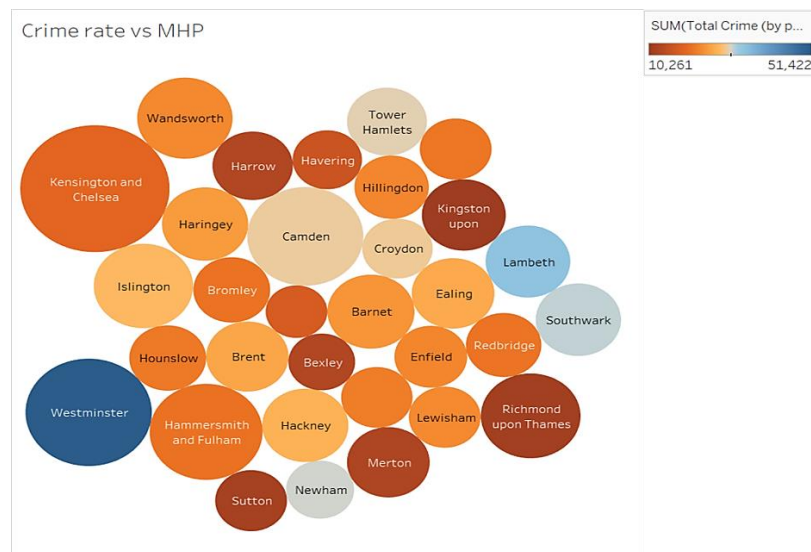 Crime rate vs MHP
SUM(Total Crime (by p...
10,261 51,422
Wandsworth
Tower
Hamlets
Harrow
Havering
Kensington and
Chelsea
Hillingdon
Kingston
upon
Haringey
Camden
Croydon
Lambeth
Islington
Bromley
Ealing
Barnet
Southwark
Hounslow
Brent
Bexley
Enfield
Redbridge
Westminster
Hammersmith
and Fulham
Hackney
Lewisham
Richmond
upon Thames
Merton
Newham
Sutton